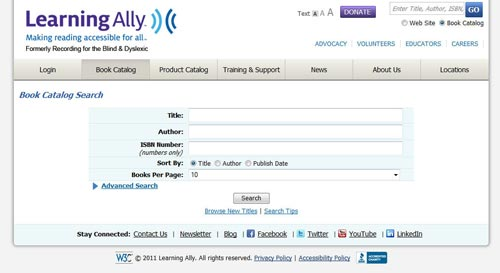 Learning Ally™
Making reading accessible for all™
Formerly Recording for the Blind & Dyslexic
Text A A A
DONATE
Enter Title, Author, ISBN,
GO
Web Site Book Catalog
ADVOCACY | VOLUNTEERS | EDUCATORS | CAREERS
Login Book Catalog Product Catalog Training & Support News About Us Locations
Book Catalog Search
Title:
Author:
ISBN Number:
(numbers only)
Sort By: Title Author Publish Date
Books Per Page: 10
Advanced Search
Search
Browse New Titles | Search Tips
Stay Connected: Contact Us | Newsletter | Blog | Facebook | Twitter | YouTube | LinkedIn
W3C © 2011 Learning Ally. All rights reserved. Privacy Policy | Accessibility Policy